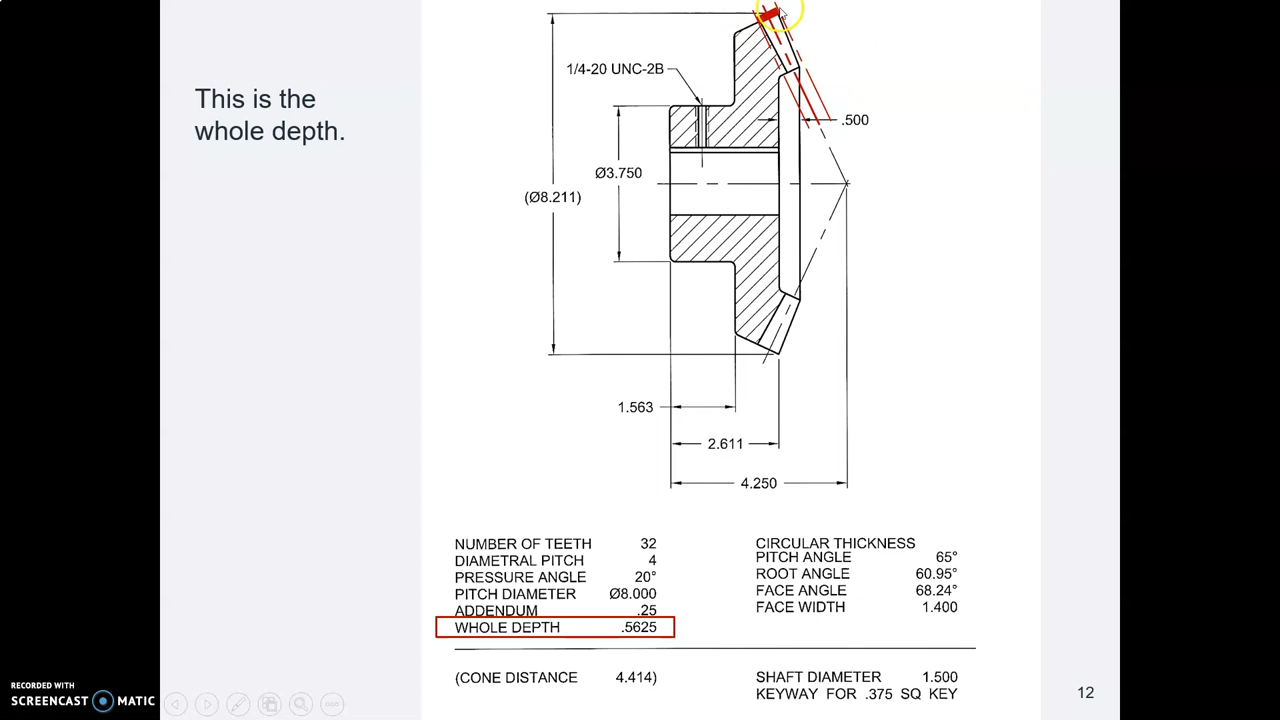 This is the
whole depth.
1/4-20 UNC-2B
.500
Ø3.750
(Ø8.211)
1.563
2.611
4.250
NUMBER OF TEETH 32
DIAMETRAL PITCH 4
PRESSURE ANGLE 20°
PITCH DIAMETER Ø8.000
ADDENDUM .25
WHOLE DEPTH .5625
CIRCULAR THICKNESS
PITCH ANGLE 65°
ROOT ANGLE 60.95°
FACE ANGLE 68.24°
FACE WIDTH 1.400
(CONE DISTANCE 4.414)
SHAFT DIAMETER 1.500
KEYWAY FOR .375 SQ KEY
RECORDED WITH
SCREENCAST MATIC
12